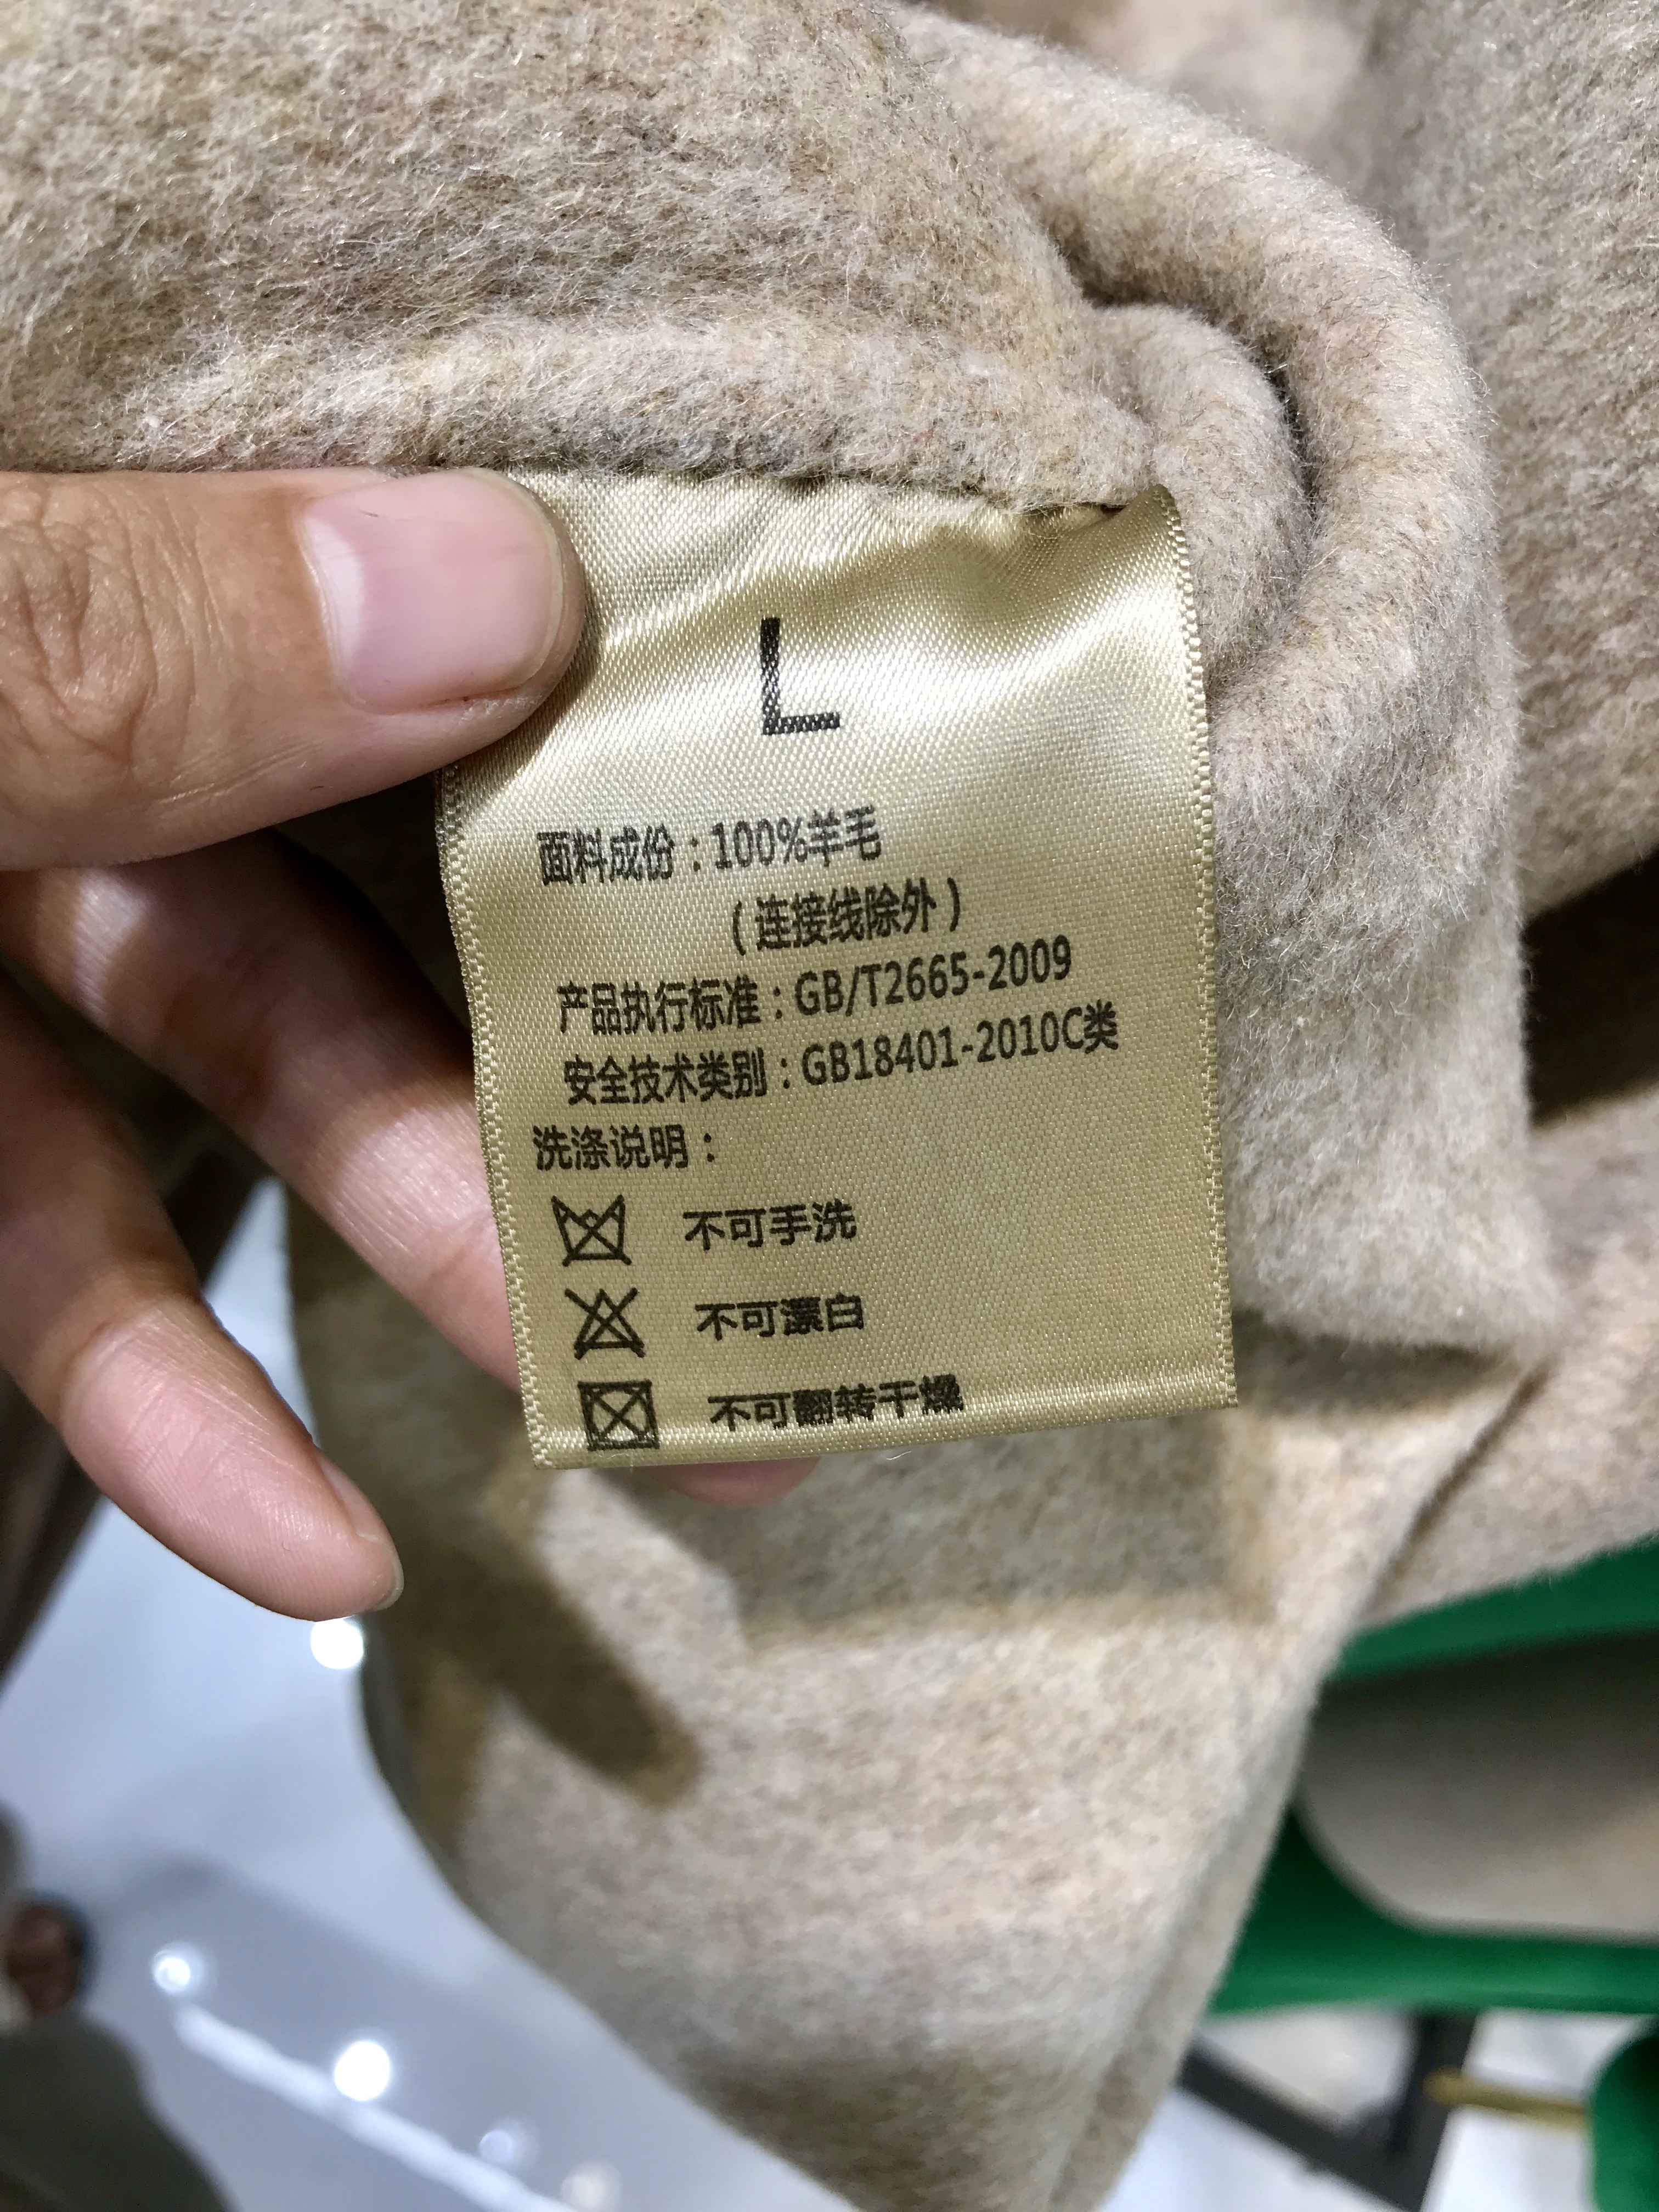 L
面料成份：100%羊毛
（连接线除外）
产品执行标准：GB/T2665-2009
安全技术类别：GB18401-2010C类
洗涤说明：
不可手洗
不可漂白
不可翻转干燥